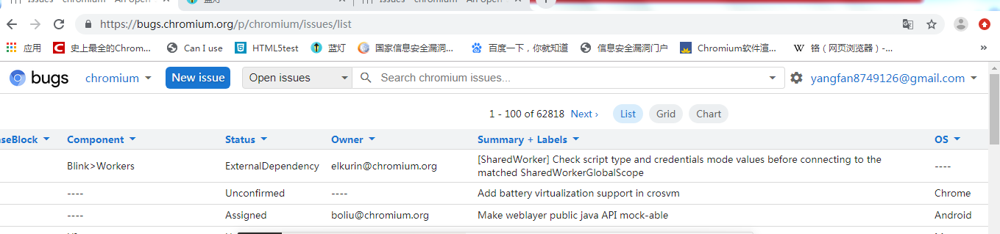 Issues - chromium - An open
蓝灯
Issues - chromium - An open
https://bugs.chromium.org/p/chromium/issues/list
应用 史上最全的Chrom... Can I use HTML5test 蓝灯 国家信息安全漏洞... 百度一下，你就知道 信息安全漏洞门户 Chromium软件渲... 铬（网页浏览器）-... »
bugs chromium New issue Open issues Search chromium issues... yangfan8749126@gmail.com
1 - 100 of 62818 Next › List Grid Chart
aseBlock Component Status Owner Summary + Labels OS
Blink>Workers ExternalDependency elkurin@chromium.org [SharedWorker] Check script type and credentials mode values before connecting to the
matched SharedWorkerGlobalScope ----
---- Unconfirmed ---- Add battery virtualization support in crosvm Chrome
---- Assigned boliu@chromium.org Make weblayer public java API mock-able Android